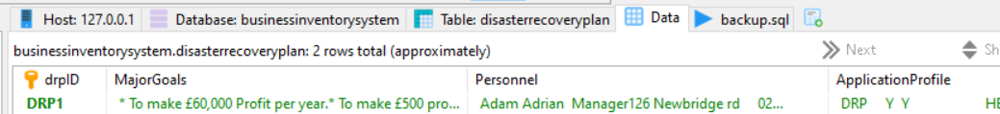 Host: 127.0.0.1 Database: businessinventorysystem Table: disasterrecoveryplan Data backup.sql
businessinventorysystem.disasterrecoveryplan: 2 rows total (approximately) Next Sh
drpID MajorGoals Personnel ApplicationProfile
DRP1 * To make £60,000 Profit per year.* To make £500 pro... Adam Adrian Manager126 Newbridge rd 02... DRP Y Y HE